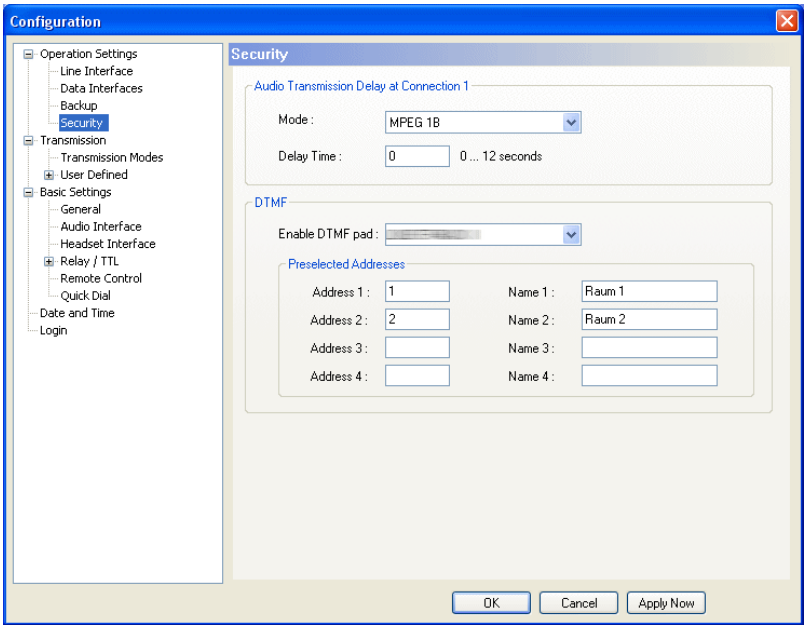 Configuration
Operation Settings
Line Interface
Data Interfaces
Backup
Security
Transmission
Transmission Modes
User Defined
Basic Settings
General
Audio Interface
Headset Interface
Relay / TTL
Remote Control
Quick Dial
Date and Time
Login
Security
Audio Transmission Delay at Connection 1
Mode : MPEG 1B
Delay Time : 0 0 ... 12 seconds
DTMF
Enable DTMF pad :
Preselected Addresses
Address 1 : 1 Name 1 : Raum 1
Address 2 : 2 Name 2 : Raum 2
Address 3 : Name 3 :
Address 4 : Name 4 :
OK Cancel Apply Now